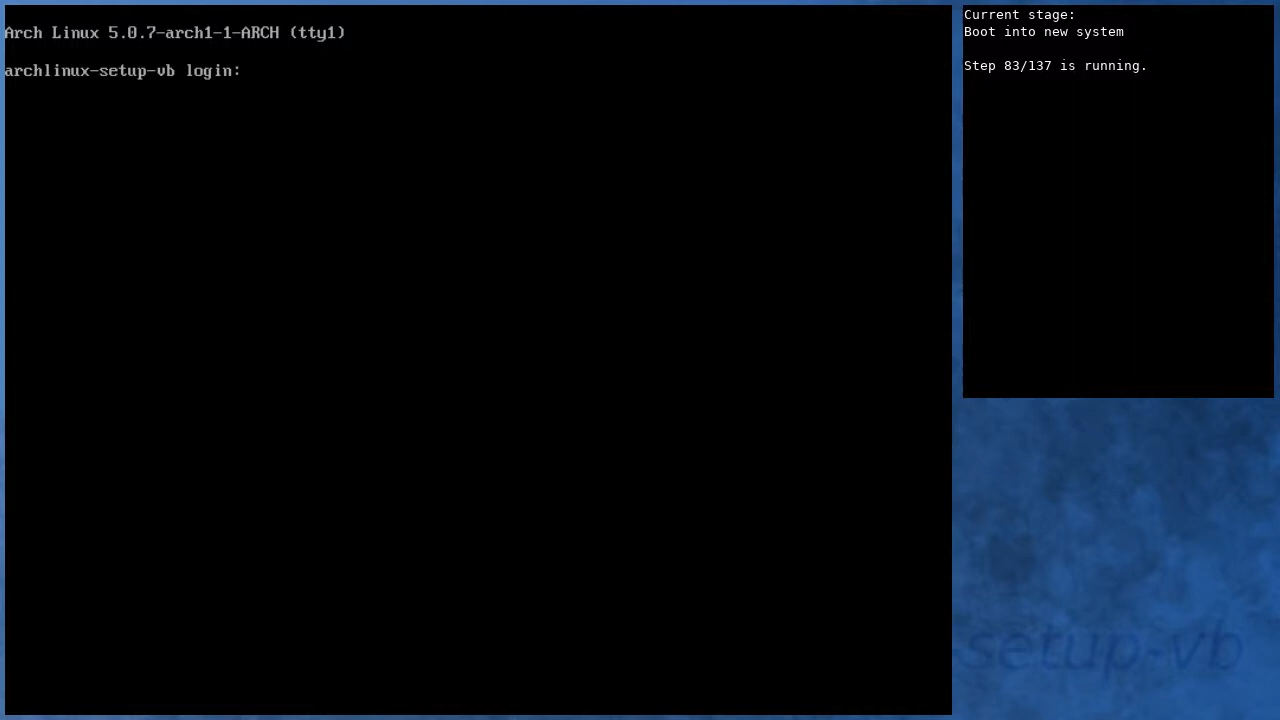 Arch Linux 5.0.7-arch1-1-ARCH (tty1)
archlinux-setup-vb login:
Current stage:
Boot into new system
Step 83/137 is running.
setup-vb